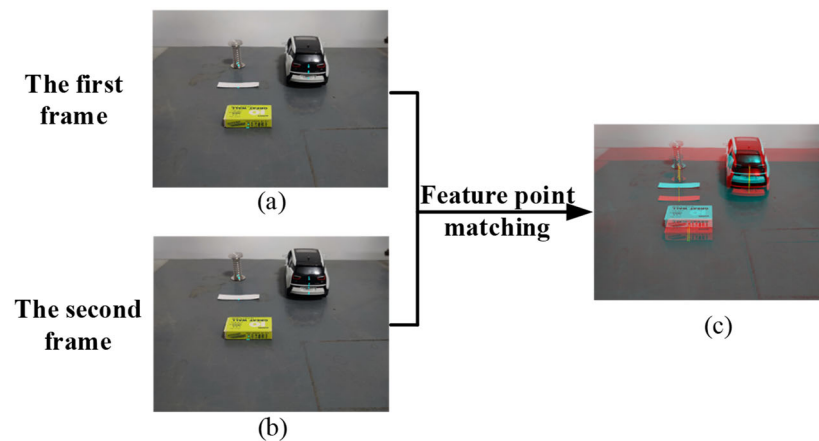 The first
frame
(a)
The second
frame
(b)
Feature point
matching
(c)